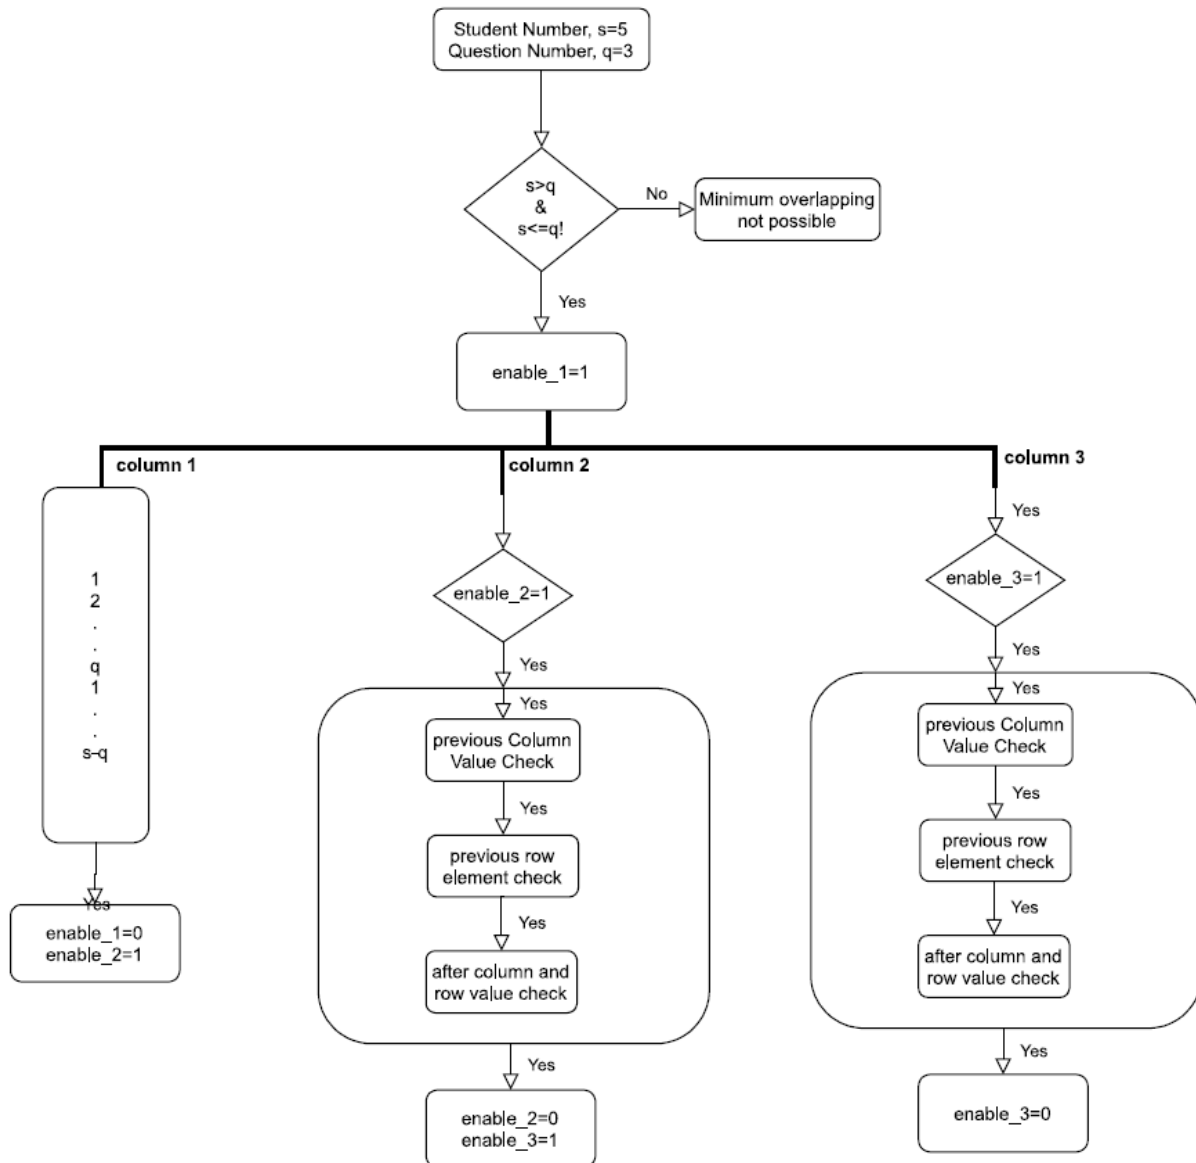 Student Number, s=5
Question Number, q=3
s>q
&
s<=q!
No
Minimum overlapping
not possible
Yes
enable_1=1
column 1
column 2
column 3
1
2
.
.
q
1
.
.
s-q
Yes
enable_1=0
enable_2=1
enable_2=1
Yes
Yes
previous Column
Value Check
Yes
previous row
element check
Yes
after column and
row value check
Yes
enable_2=0
enable_3=1
Yes
enable_3=1
Yes
Yes
previous Column
Value Check
Yes
previous row
element check
Yes
after column and
row value check
Yes
enable_3=0